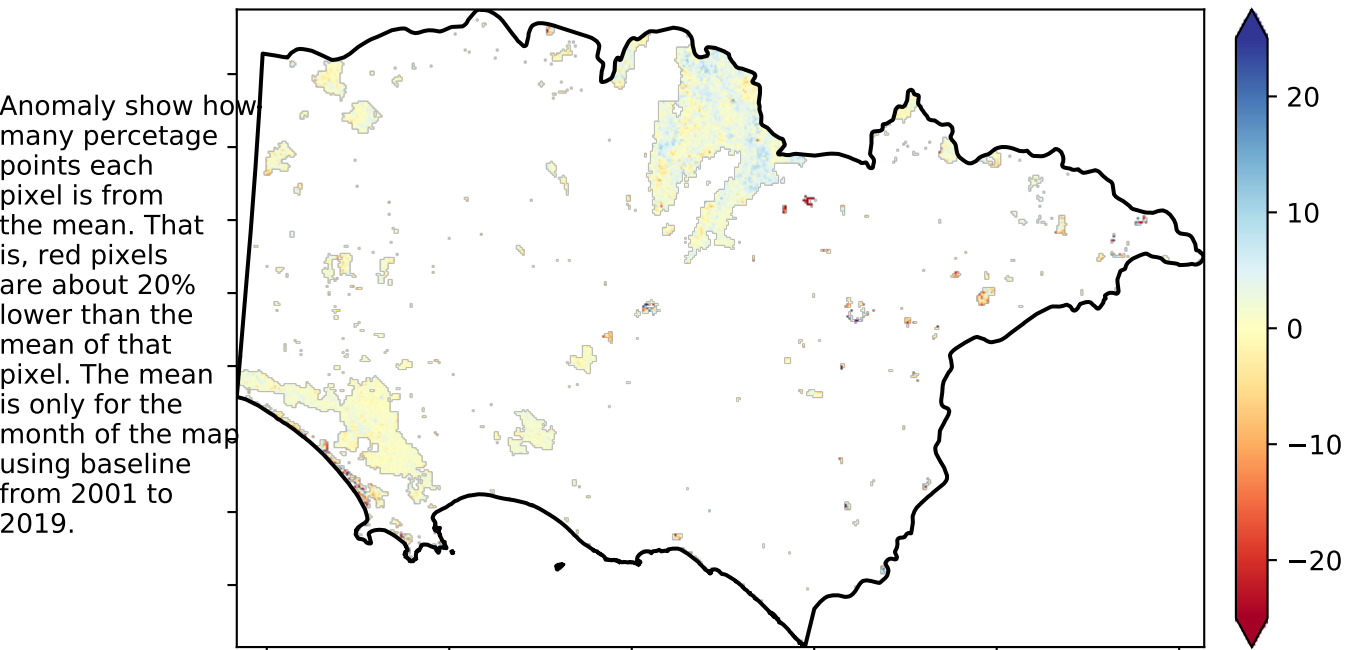 Anomaly show how
many percetage
points each
pixel is from
the mean. That
is, red pixels
are about 20%
lower than the
mean of that
pixel. The mean
is only for the
month of the map
using baseline
from 2001 to
2019.
20
10
0
−10
−20